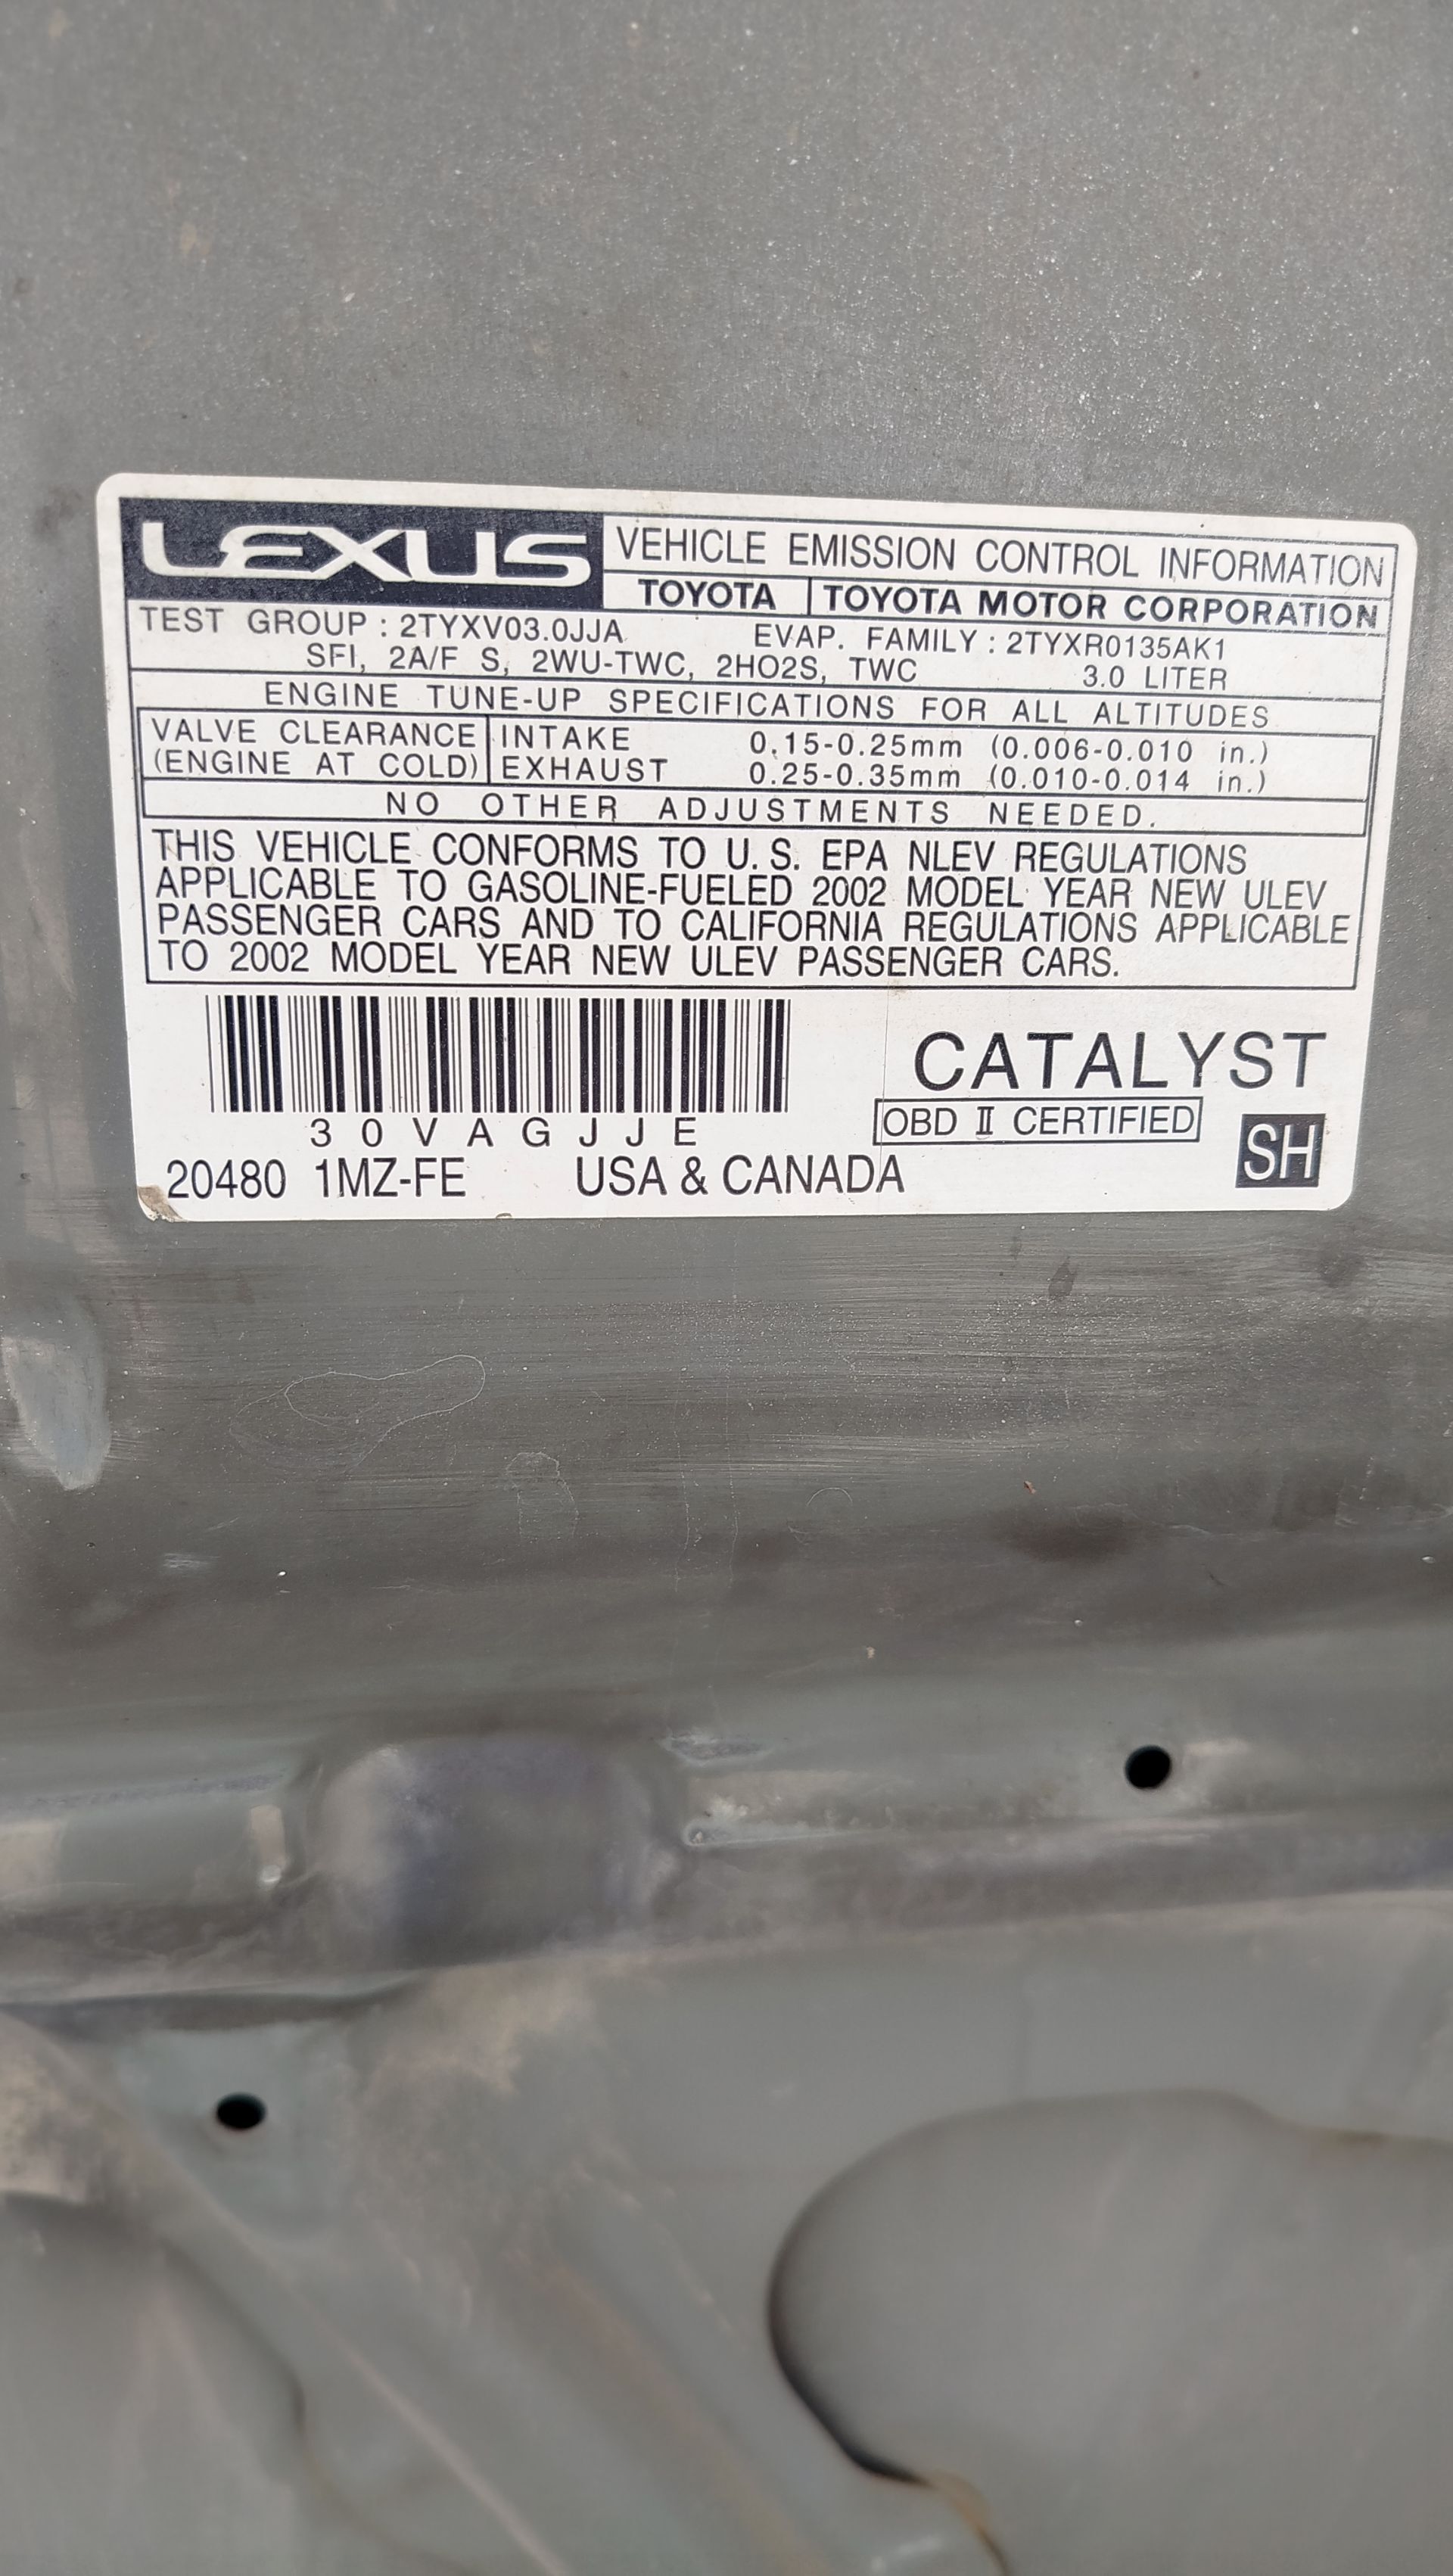 LEXUS VEHICLE EMISSION CONTROL INFORMATION
TOYOTA TOYOTA MOTOR CORPORATION
TEST GROUP : 2TYXV03.0JJA EVAP. FAMILY : 2TYXR0135AK1
SFI, 2A/F S, 2WU-TWC, 2HO2S, TWC 3.0 LITER
ENGINE TUNE-UP SPECIFICATIONS FOR ALL ALTITUDES
VALVE CLEARANCE INTAKE 0.15-0.25mm (0.006-0.010 in.)
(ENGINE AT COLD) EXHAUST 0.25-0.35mm (0.010-0.014 in.)
NO OTHER ADJUSTMENTS NEEDED.
THIS VEHICLE CONFORMS TO U.S. EPA NLEV REGULATIONS
APPLICABLE TO GASOLINE-FUELED 2002 MODEL YEAR NEW ULEV
PASSENGER CARS AND TO CALIFORNIA REGULATIONS APPLICABLE
TO 2002 MODEL YEAR NEW ULEV PASSENGER CARS.
CATALYST
30VAGJJE OBD II CERTIFIED
20480 1MZ-FE USA & CANADA SH